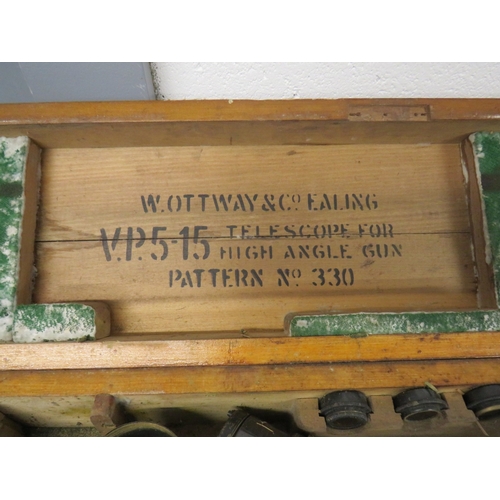 W. OTTWAY & Cº EALING
V.P. 5-15 TELESCOPE FOR
HIGH ANGLE GUN
PATTERN Nº 330